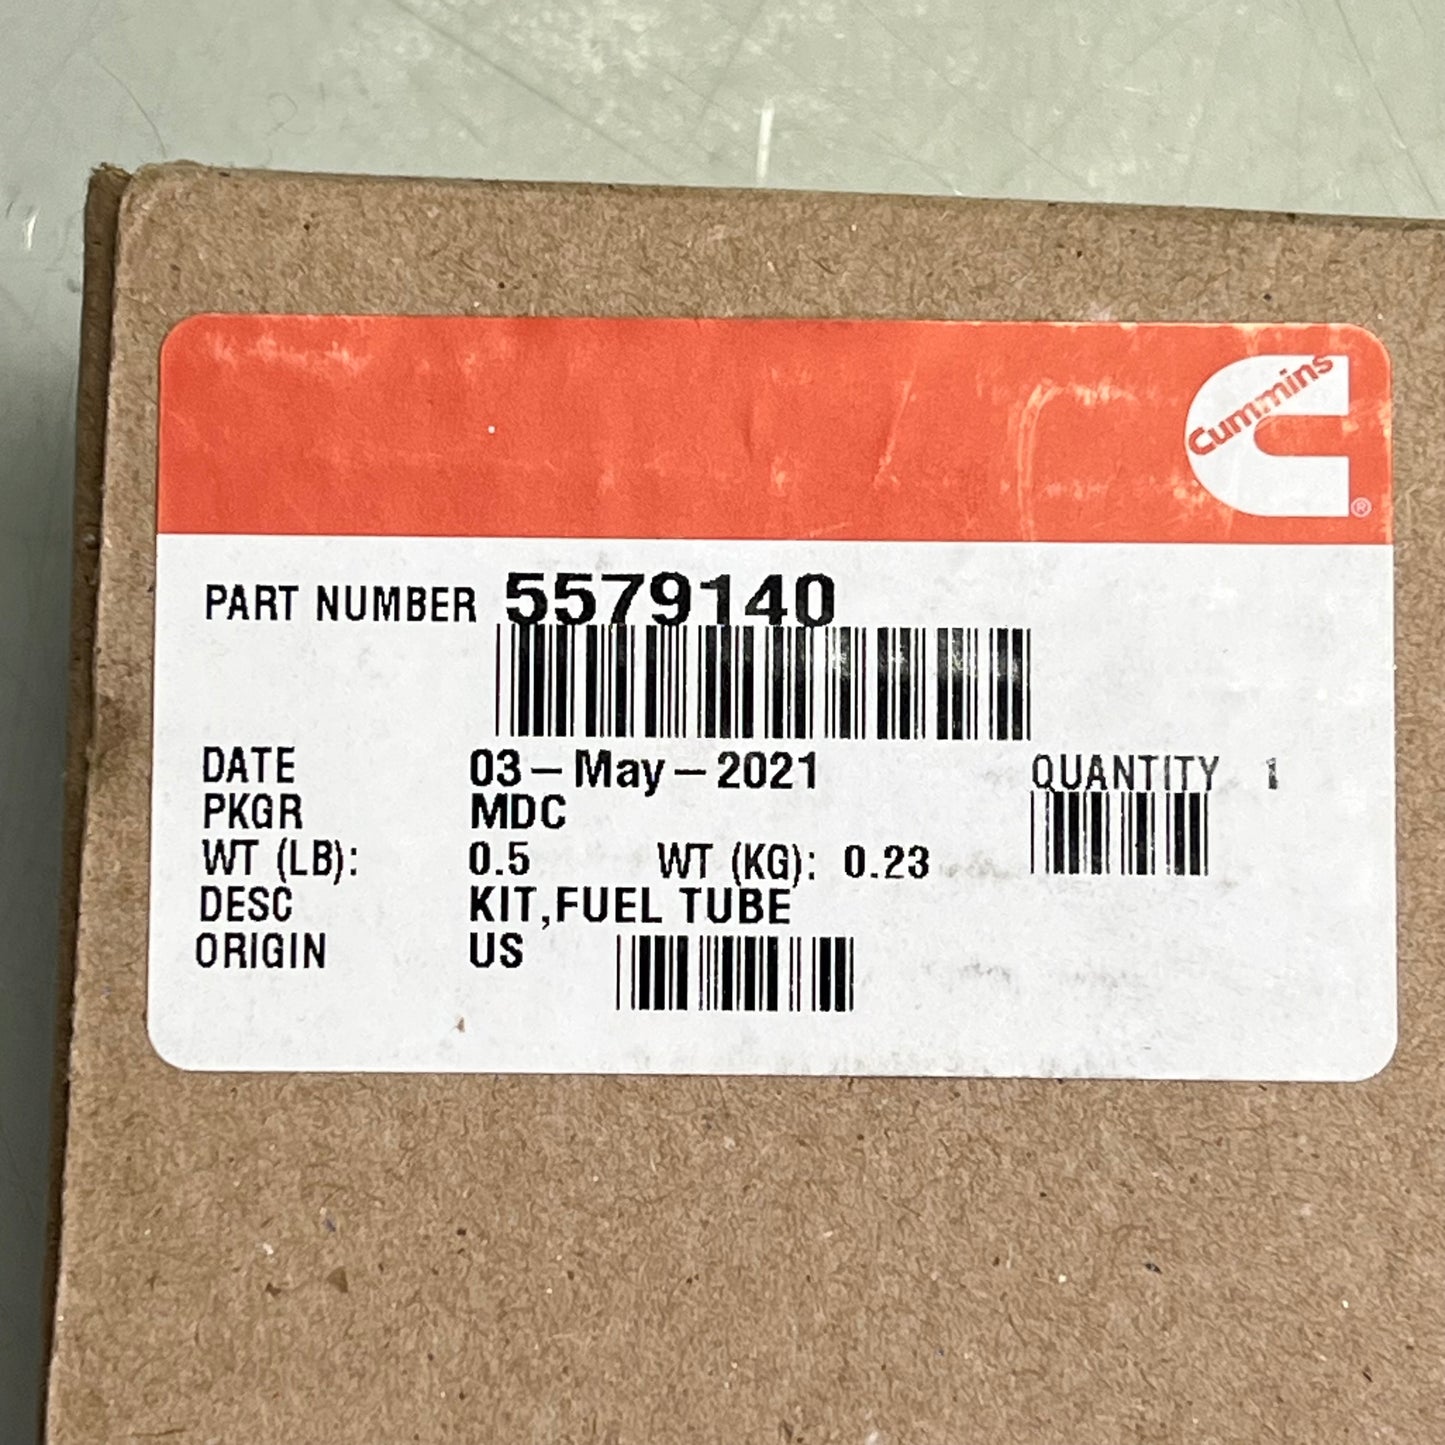 Cummins
®
PART NUMBER 5579140
DATE 03-May-2021 QUANTITY 1
PKGR MDC
WT (LB): 0.5 WT (KG): 0.23
DESC KIT,FUEL TUBE
ORIGIN US